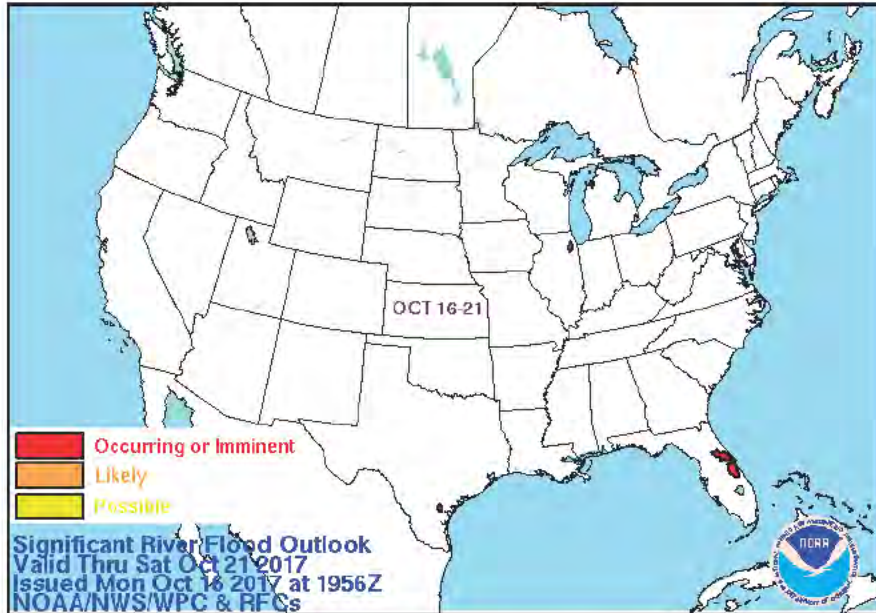 OCT 16-21
Occurring or Imminent
Likely
Possible
Significant River Flood Outlook
Valid Thru Sat Oct 21 2017
Issued Mon Oct 16 2017 at 1956Z
NOAA/NWS/WPC & RFCs
NOAA